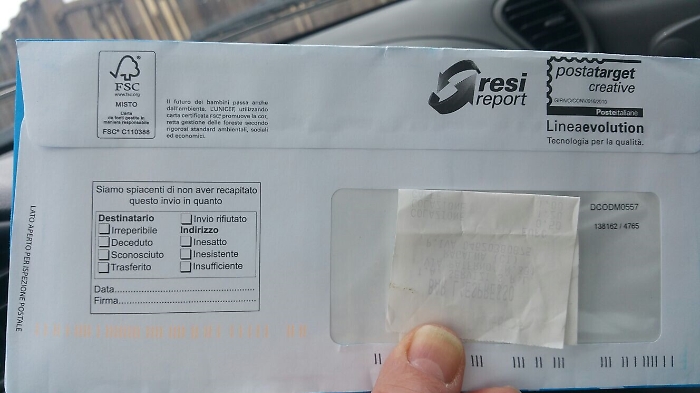 FSC
www.fsc.org
MISTO
Carta
da fonti gestite in
maniera responsabile
FSC® C110386
Il futuro dei bambini passa anche
dall'ambiente. L'UNICEF, utilizzando
carta certificata FSC® promuove la cor-
retta gestione delle foreste secondo
rigorosi standard ambientali, sociali
ed economici.
resi
report
postatarget
creative
Posteitaliane
Lineaevolution
Tecnologia per la qualità.
Siamo spiacenti di non aver recapitato
questo invio in quanto
Destinatario
Irreperibile
Deceduto
Sconosciuto
Trasferito
Invio rifiutato
Indirizzo
Inesatto
Inesistente
Insufficiente
Data
Firma
LATO APERTO PER ISPEZIONE POSTALE
DCODM0557
138162 / 4765